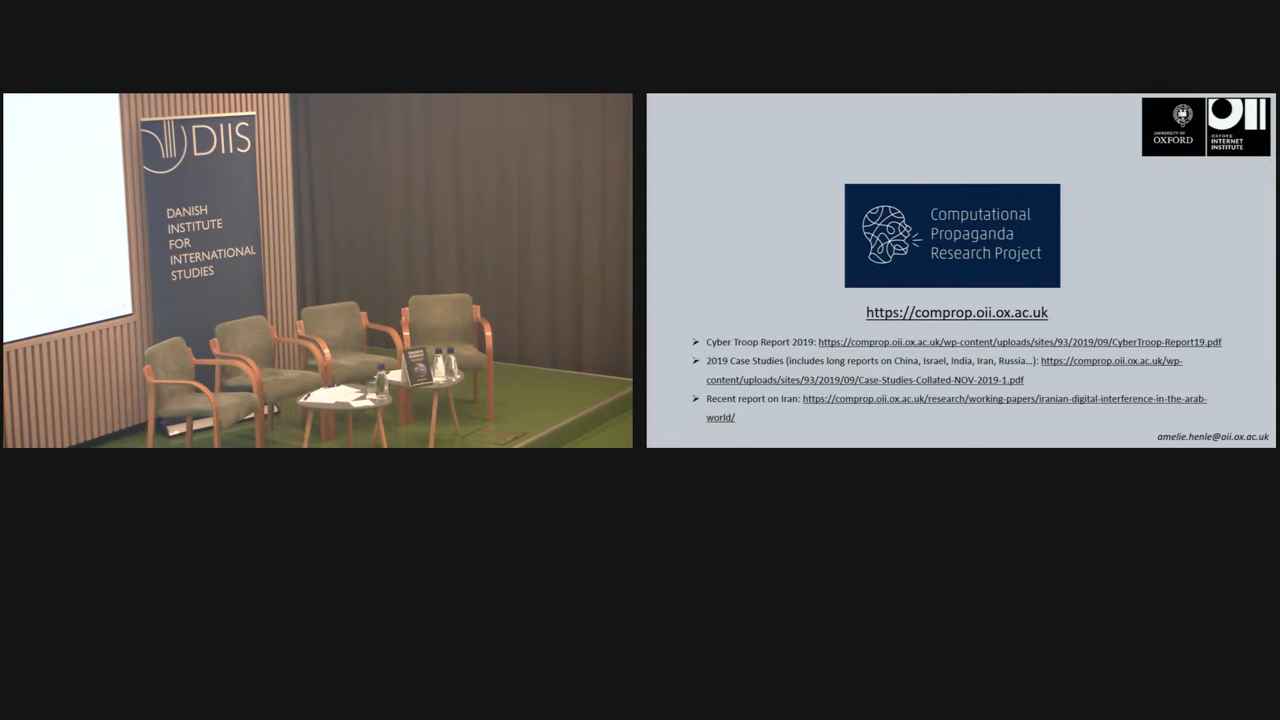 DIIS
DANISH
INSTITUTE
FOR
INTERNATIONAL
STUDIES
UNIVERSITY OF
OXFORD
OII
OXFORD
INTERNET
INSTITUTE
Computational
Propaganda
Research Project
https://comprop.oii.ox.ac.uk
➢ Cyber Troop Report 2019: https://comprop.oii.ox.ac.uk/wp-content/uploads/sites/93/2019/09/CyberTroop-Report19.pdf
➢ 2019 Case Studies (includes long reports on China, Israel, India, Iran, Russia…): https://comprop.oii.ox.ac.uk/wp-
content/uploads/sites/93/2019/09/Case-Studies-Collated-NOV-2019-1.pdf
➢ Recent report on Iran: https://comprop.oii.ox.ac.uk/research/working-papers/iranian-digital-interference-in-the-arab-
world/
amelie.henle@oii.ox.ac.uk